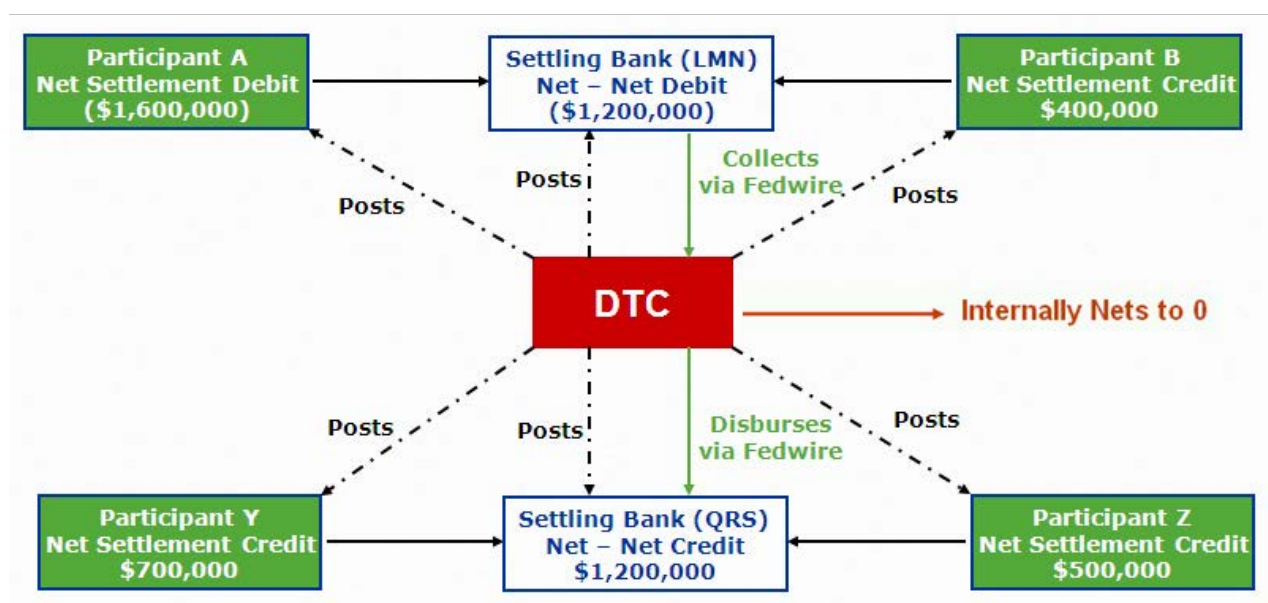 Participant A
Net Settlement Debit
($1,600,000)
Settling Bank (LMN)
Net – Net Debit
($1,200,000)
Participant B
Net Settlement Credit
$400,000
Posts
Posts
Collects
via Fedwire
Posts
DTC
Internally Nets to 0
Posts
Posts
Disburses
via Fedwire
Posts
Participant Y
Net Settlement Credit
$700,000
Settling Bank (QRS)
Net – Net Credit
$1,200,000
Participant Z
Net Settlement Credit
$500,000